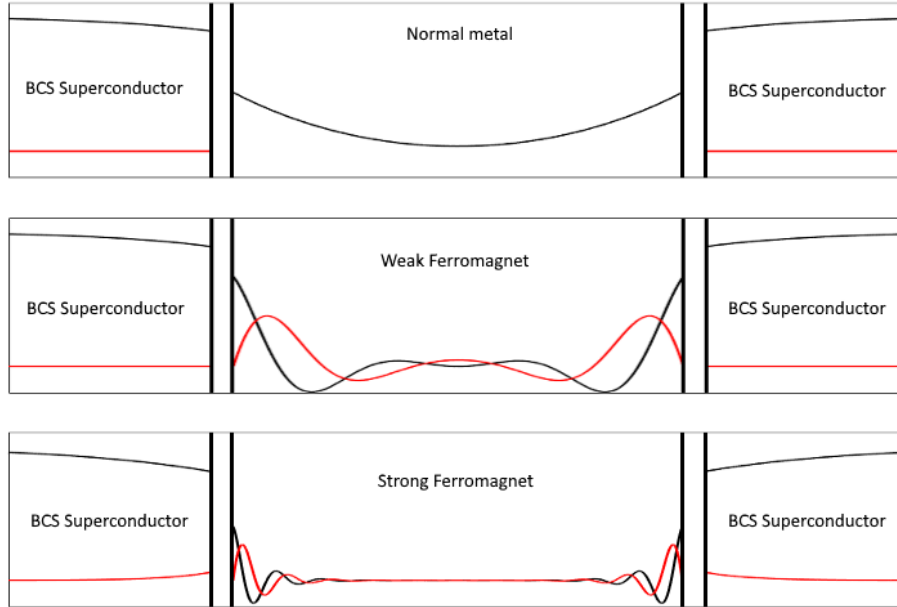 Normal metal
BCS Superconductor
BCS Superconductor
Weak Ferromagnet
BCS Superconductor
BCS Superconductor
Strong Ferromagnet
BCS Superconductor
BCS Superconductor